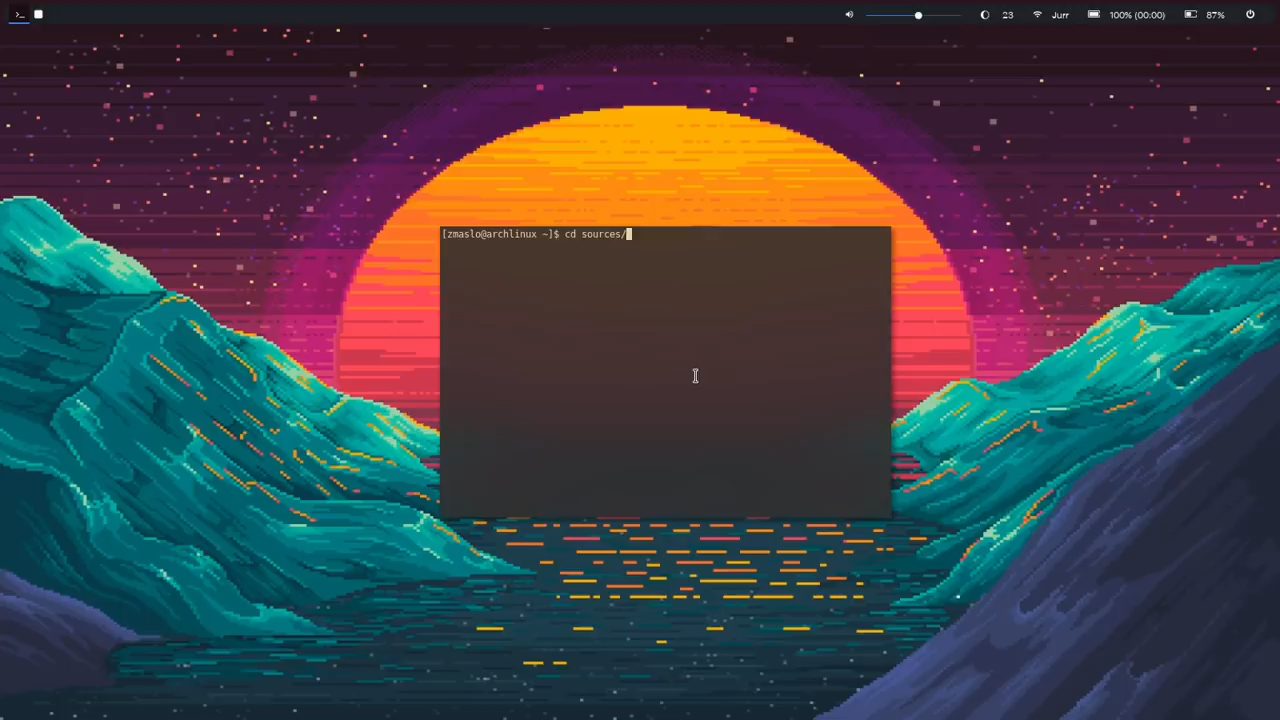 >_ 23 Jurr 100% (00:00) 87%
[zmaslo@archlinux ~]$ cd sources/